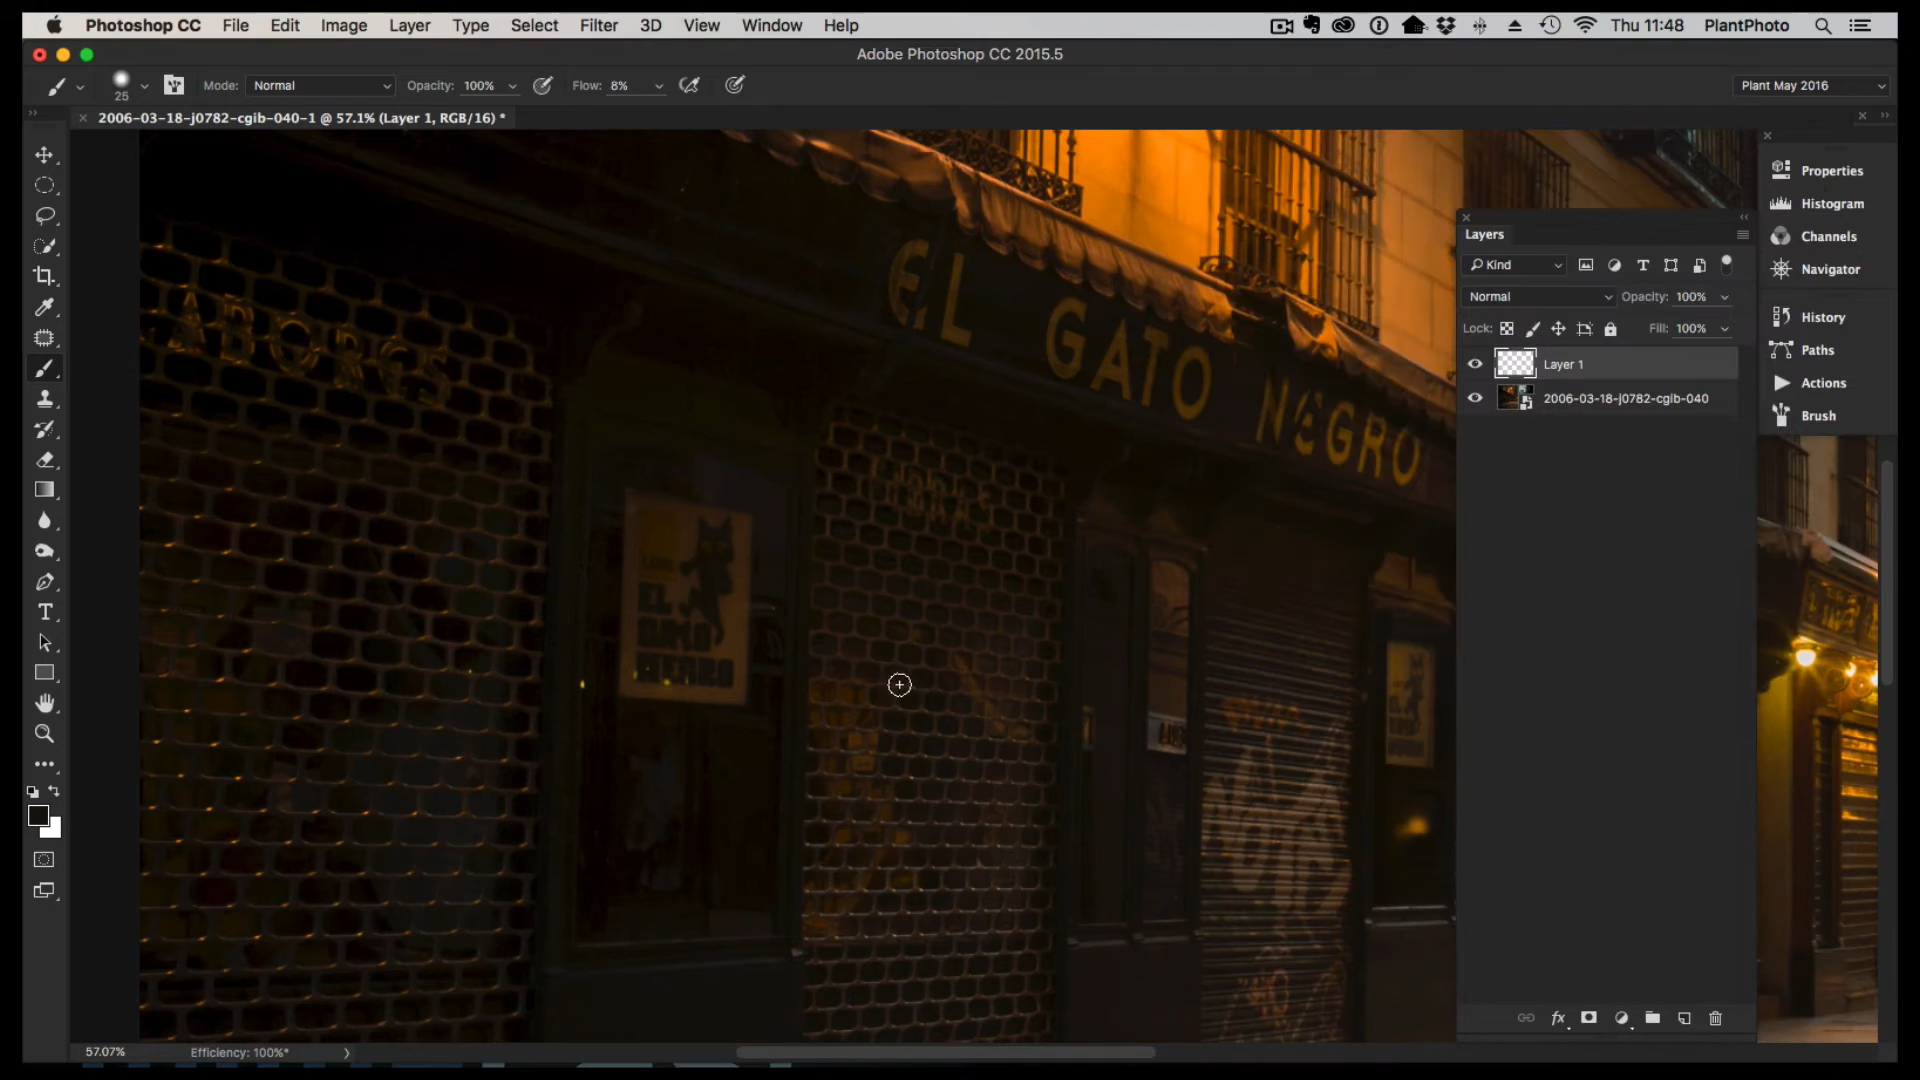 Photoshop CC File Edit Image Layer Type Select Filter 3D View Window Help Thu 11:48 PlantPhoto
Adobe Photoshop CC 2015.5
25 Mode: Normal Opacity: 100% Flow: 8% Plant May 2016
2006-03-18-j0782-cgib-040-1 @ 57.1% (Layer 1, RGB/16) *
EL GATO NEGRO
LABORES
EL
GATO
NEGRO
Layers
Kind
Normal Opacity: 100%
Lock: Fill: 100%
Layer 1
2006-03-18-j0782-cgib-040
Properties
Histogram
Channels
Navigator
History
Paths
Actions
Brush
57.07% Efficiency: 100%*